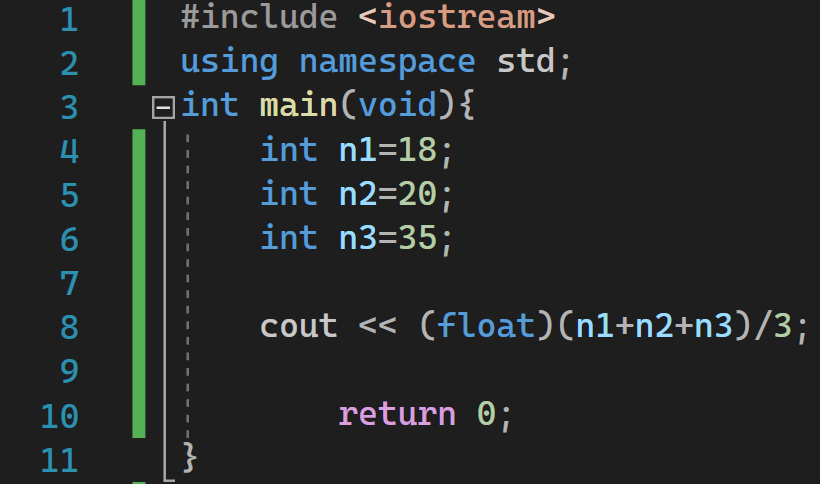 1 #include <iostream>
2 using namespace std;
3 int main(void){
4 int n1=18;
5 int n2=20;
6 int n3=35;
7
8 cout << (float)(n1+n2+n3)/3;
9
10 return 0;
11 }